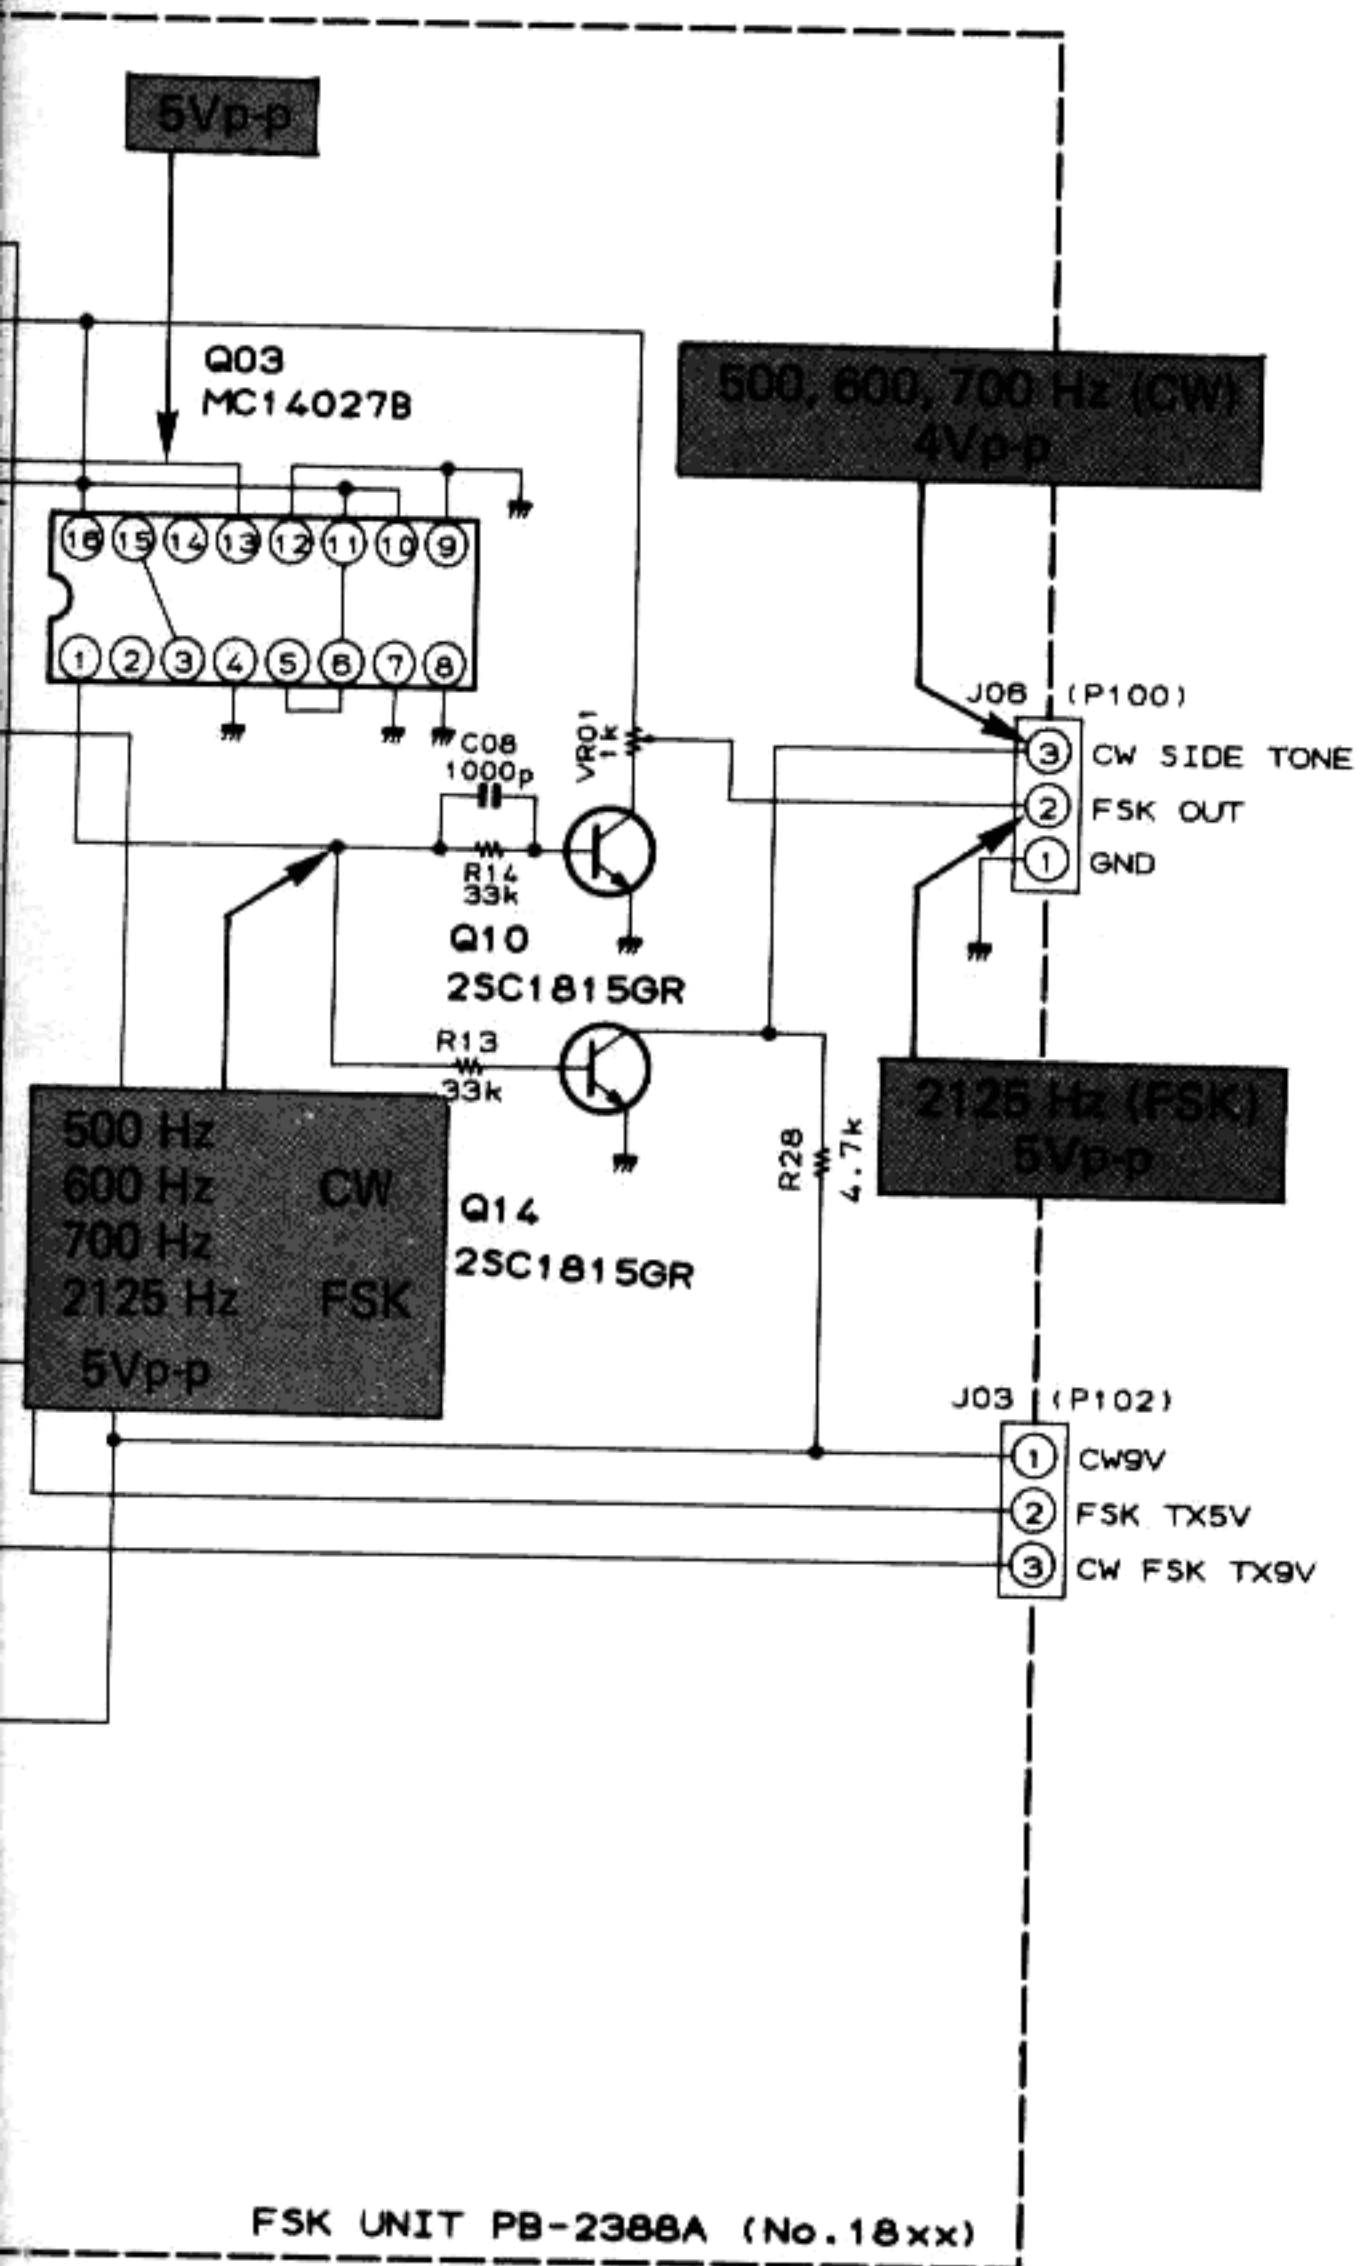 5Vp-p
Q03
MC14027B
500, 600, 700 Hz (CW)
4Vp-p
16 15 14 13 12 11 10 9
1 2 3 4 5 6 7 8
J06 (P100)
3 CW SIDE TONE
2 FSK OUT
1 GND
VR01
1k
C08
1000p
R14
33k
Q10
2SC1815GR
R13
33k
Q14
2SC1815GR
R28
4.7k
2125 Hz (FSK)
5Vp-p
500 Hz
600 Hz CW
700 Hz
2125 Hz FSK
5Vp-p
J03 (P102)
1 CW9V
2 FSK TX5V
3 CW FSK TX9V
FSK UNIT PB-2388A (No.18xx)